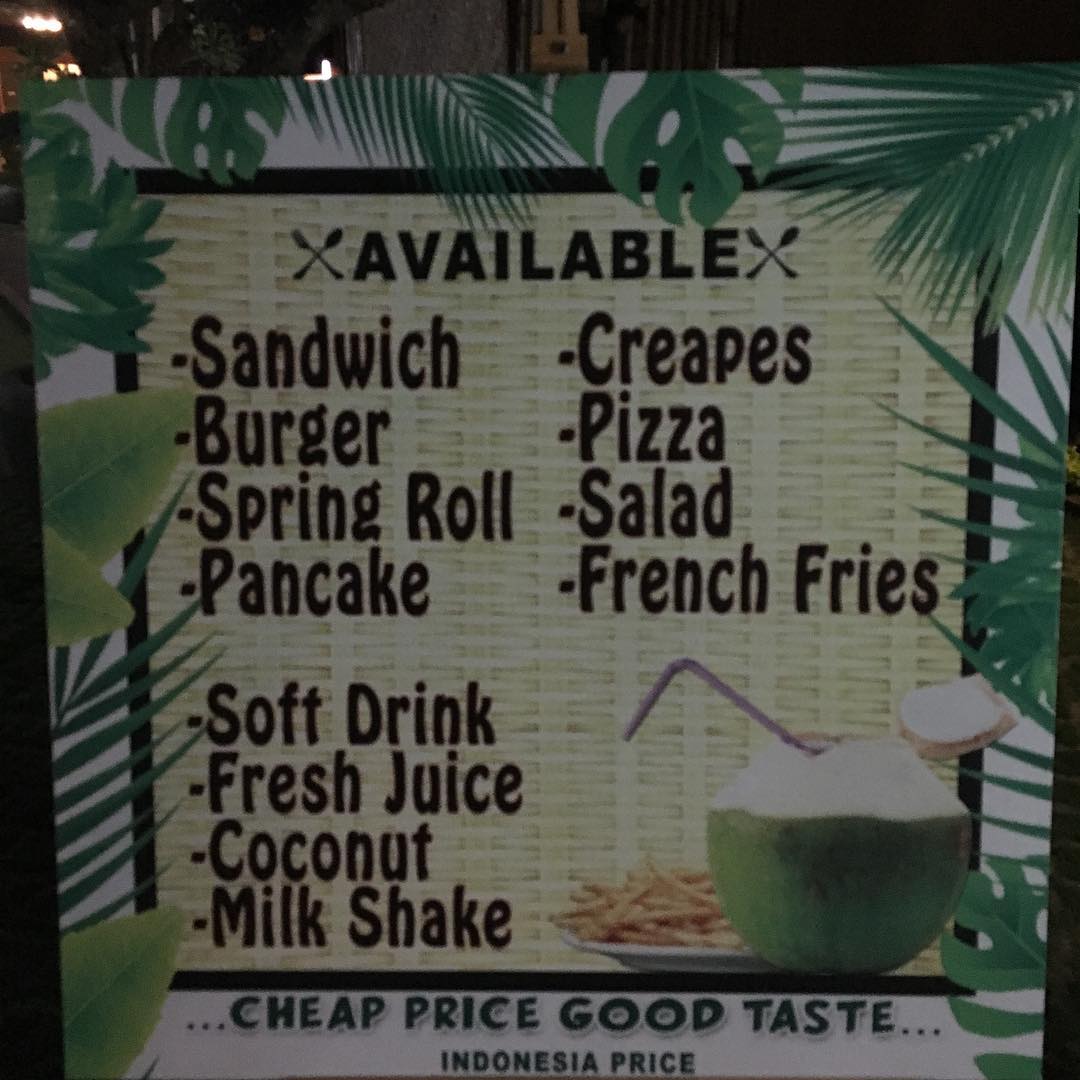 AVAILABLE
-Sandwich
-Burger
-Spring Roll
-Pancake
-Creapes
-Pizza
-Salad
-French Fries
-Soft Drink
-Fresh Juice
-Coconut
-Milk Shake
...CHEAP PRICE GOOD TASTE...
INDONESIA PRICE